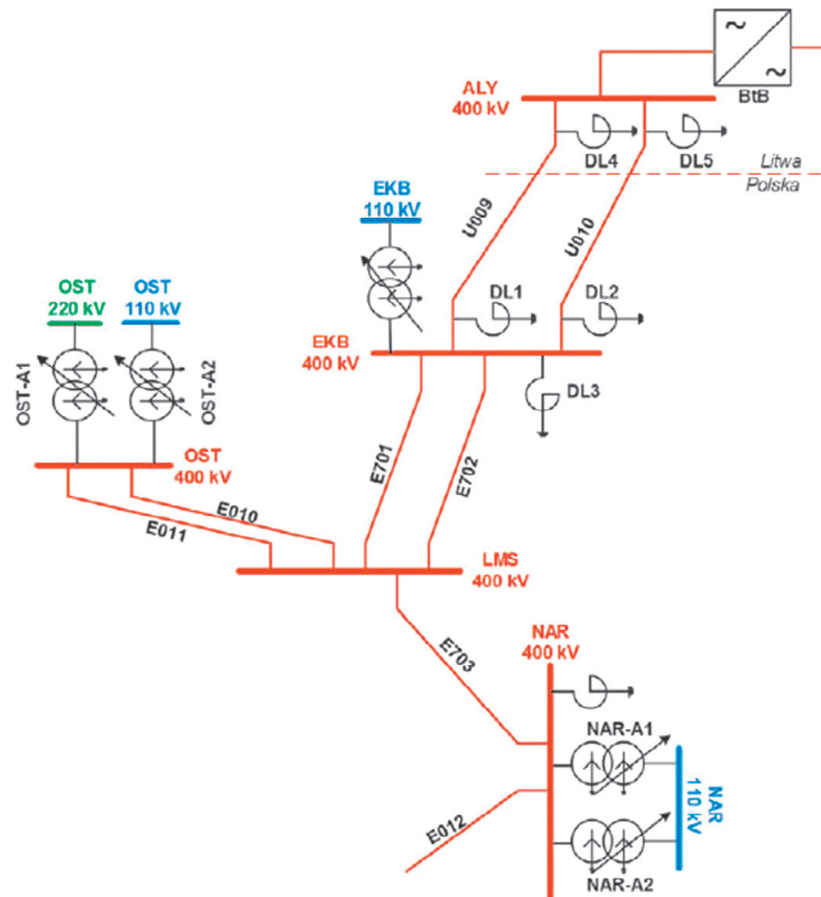 ~
~
BtB
ALY
400 kV
DL4
DL5
Litwa
Polska
EKB
110 kV
U009
U010
OST
220 kV
OST
110 kV
DL1
DL2
EKB
400 kV
DL3
OST-A1
OST-A2
OST
400 kV
E701
E702
E010
E011
LMS
400 kV
E703
NAR
400 kV
NAR-A1
NAR
110 kV
E012
NAR-A2